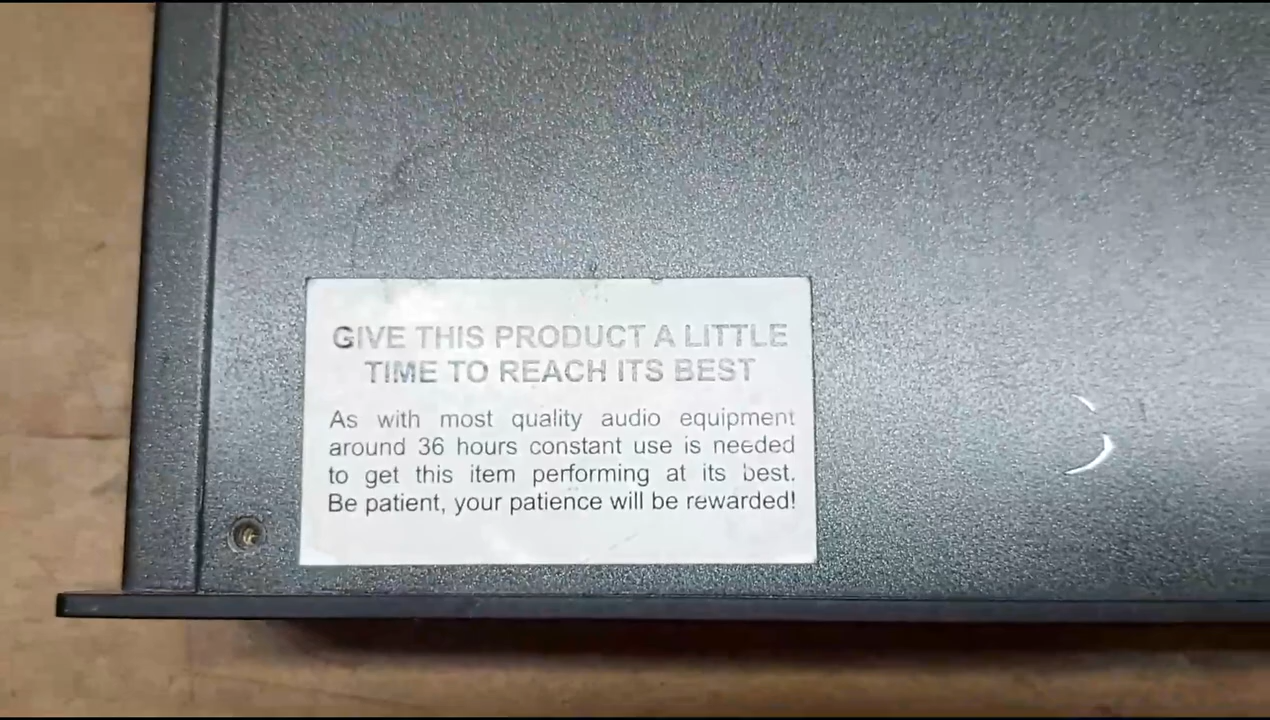 GIVE THIS PRODUCT A LITTLE
TIME TO REACH ITS BEST
As with most quality audio equipment
around 36 hours constant use is needed
to get this item performing at its best.
Be patient, your patience will be rewarded!